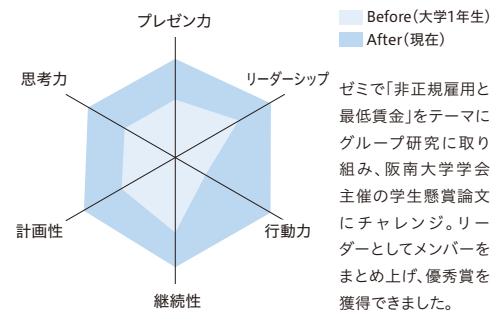 プレゼン力
リーダーシップ
行動力
継続性
計画性
思考力
Before（大学1年生）
After（現在）
ゼミで「非正規雇用と
最低賃金」をテーマに
グループ研究に取り
組み、阪南大学学会
主催の学生懸賞論文
にチャレンジ。リー
ダーとしてメンバーを
まとめ上げ、優秀賞を
獲得できました。